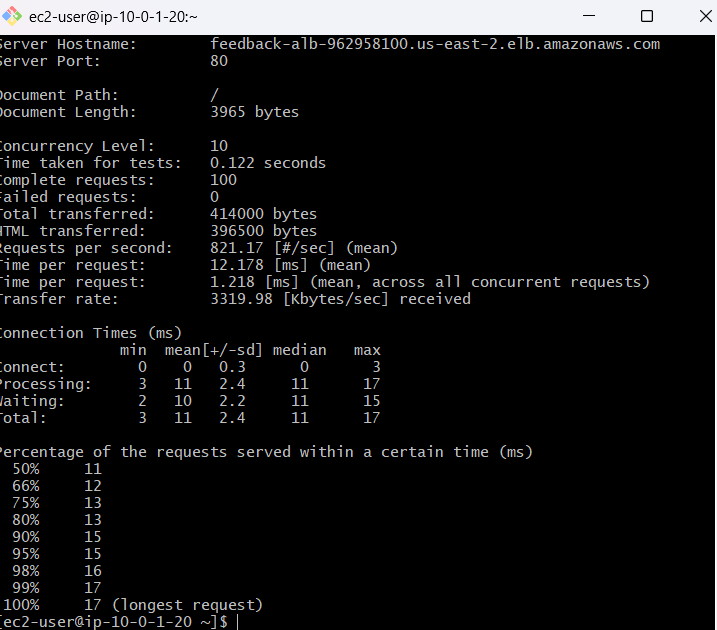 ec2-user@ip-10-0-1-20:~
Server Hostname:        feedback-alb-962958100.us-east-2.elb.amazonaws.com
Server Port:            80

Document Path:          /
Document Length:        3965 bytes

Concurrency Level:      10
Time taken for tests:   0.122 seconds
Complete requests:      100
Failed requests:        0
Total transferred:      414000 bytes
HTML transferred:       396500 bytes
Requests per second:    821.17 [#/sec] (mean)
Time per request:       12.178 [ms] (mean)
Time per request:       1.218 [ms] (mean, across all concurrent requests)
Transfer rate:          3319.98 [Kbytes/sec] received

Connection Times (ms)
              min  mean[+/-sd] median   max
Connect:        0    0   0.3      0       3
Processing:     3   11   2.4     11      17
Waiting:        2   10   2.2     11      15
Total:          3   11   2.4     11      17

Percentage of the requests served within a certain time (ms)
  50%     11
  66%     12
  75%     13
  80%     13
  90%     15
  95%     15
  98%     16
  99%     17
 100%     17 (longest request)
[ec2-user@ip-10-0-1-20 ~]$